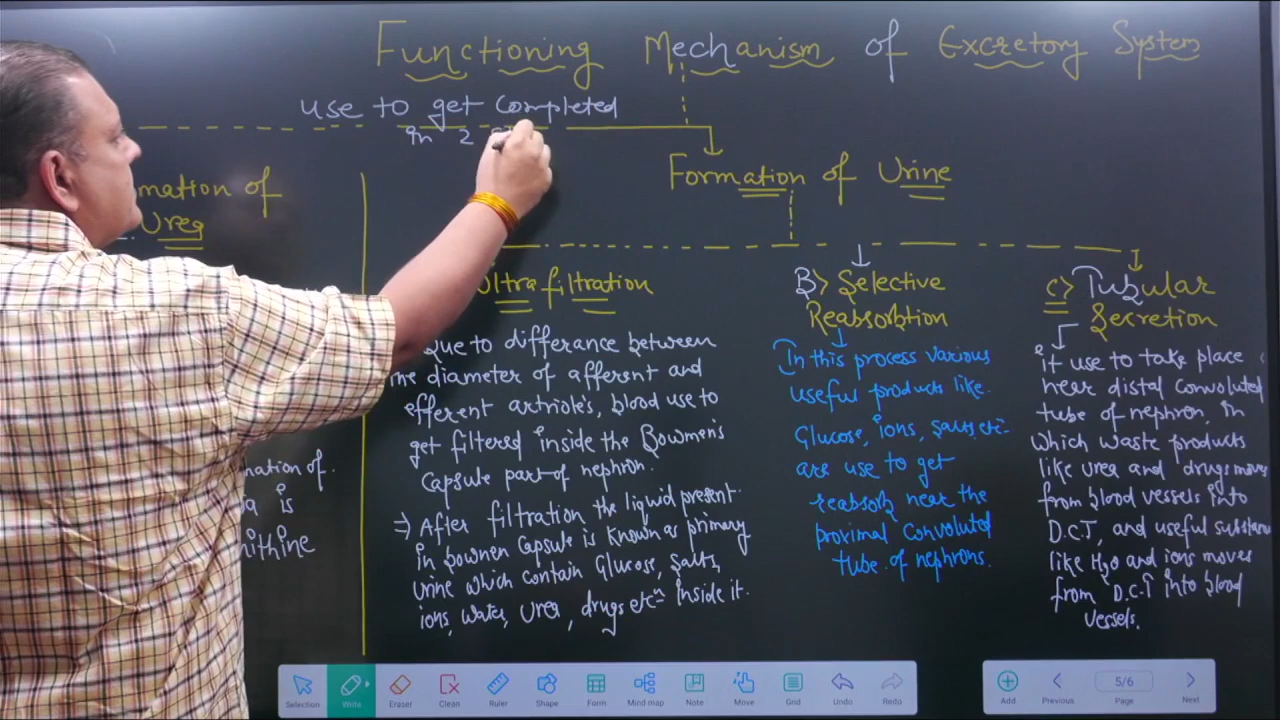 Functioning Mechanism of Excretory System
use to get completed
in 2
Formation of Urine
mation of
Urea
mation of
is
nithine
ltra filtration
Due to differance between
diameter of afferent and
efferent artriole's, blood use to
get filtered inside the Bowmen's
Capsule part of nephron.
=> After filtration the liquid present
in bowmen Capsule is known as primary
urine which contain Glucose, salts,
ions, water, urea, drugs etc inside it.
B> Selective
Reabsorbtion
In this process various
useful products like
Glucose, ions, salts, etc
are use to get
reabsorb near the
proximal convoluted
tube of nephrons.
C> Tubular
Secretion
it use to take place
near distal convoluted
tube of nephron, in
which waste products
like urea and drugs moves
from blood vessels into
D.C.T, and useful substan
like H2o and ions moves
from D.C.T into blood
vessels.
Selection
Write
Eraser
Clean
Ruler
Shape
Form
Mind map
Note
Move
Grid
Undo
Redo
Add
Previous
5/6
Page
Next